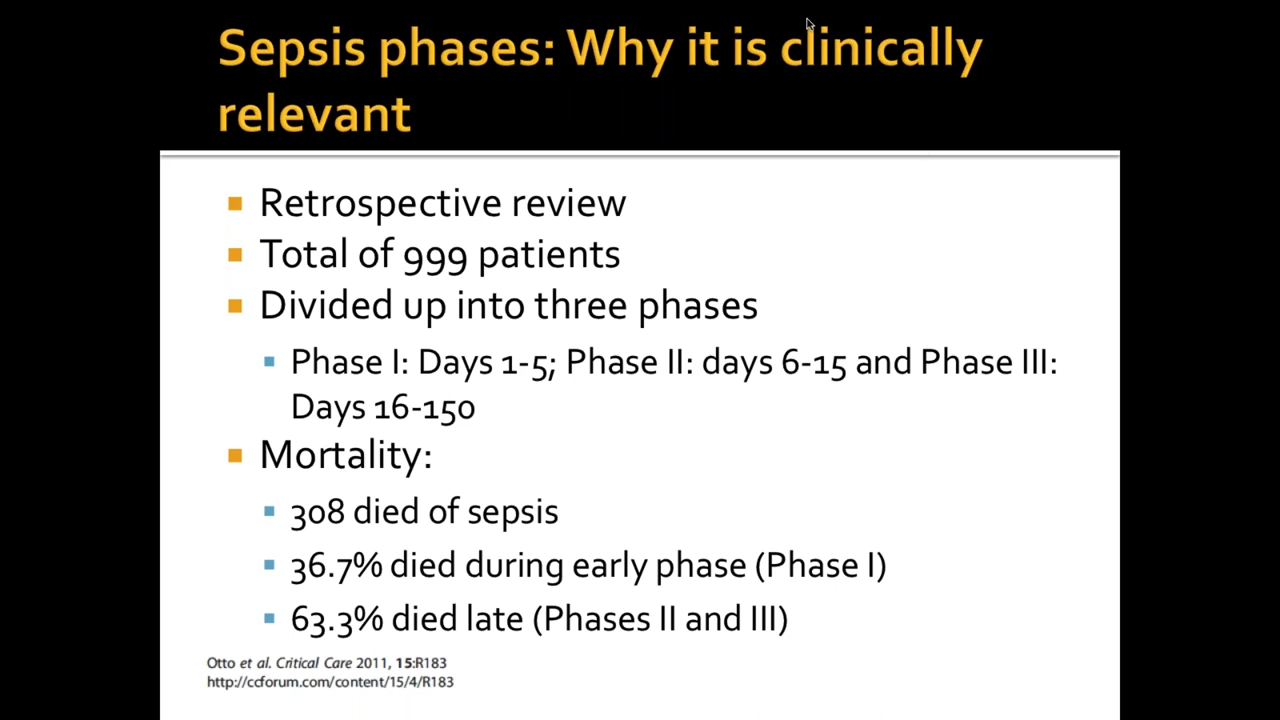 Sepsis phases: Why it is clinically
relevant
Retrospective review
Total of 999 patients
Divided up into three phases
Phase I: Days 1-5; Phase II: days 6-15 and Phase III:
Days 16-150
Mortality:
308 died of sepsis
36.7% died during early phase (Phase I)
63.3% died late (Phases II and III)
Otto et al. Critical Care 2011, 15:R183
http://ccforum.com/content/15/4/R183